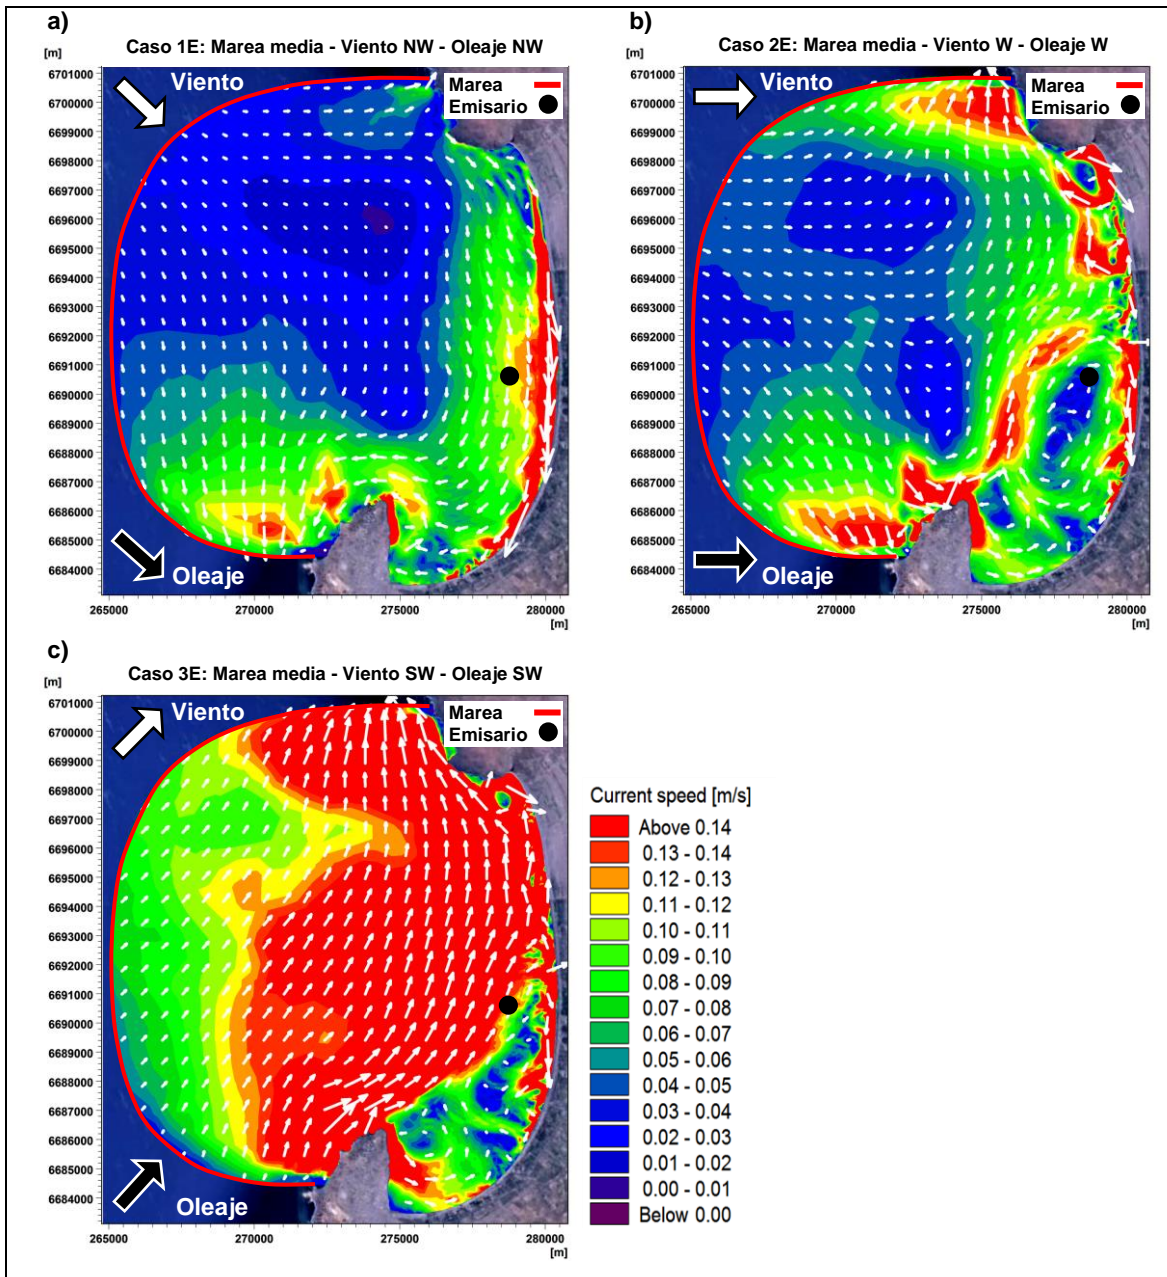 a)
Caso 1E: Marea media - Viento NW - Oleaje NW
[m]
6701000
6700000
6699000
6698000
6697000
6696000
6695000
6694000
6693000
6692000
6691000
6690000
6689000
6688000
6687000
6686000
6685000
6684000
Viento
Marea
Emisario
Oleaje
265000 270000 275000 280000
[m]
b)
Caso 2E: Marea media - Viento W - Oleaje W
[m]
6701000
6700000
6699000
6698000
6697000
6696000
6695000
6694000
6693000
6692000
6691000
6690000
6689000
6688000
6687000
6686000
6685000
6684000
Viento
Marea
Emisario
Oleaje
265000 270000 275000 280000
[m]
c)
Caso 3E: Marea media - Viento SW - Oleaje SW
[m]
6701000
6700000
6699000
6698000
6697000
6696000
6695000
6694000
6693000
6692000
6691000
6690000
6689000
6688000
6687000
6686000
6685000
6684000
Viento
Marea
Emisario
Oleaje
265000 270000 275000 280000
[m]
Current speed [m/s]
Above 0.14
0.13 - 0.14
0.12 - 0.13
0.11 - 0.12
0.10 - 0.11
0.09 - 0.10
0.08 - 0.09
0.07 - 0.08
0.06 - 0.07
0.05 - 0.06
0.04 - 0.05
0.03 - 0.04
0.02 - 0.03
0.01 - 0.02
0.00 - 0.01
Below 0.00